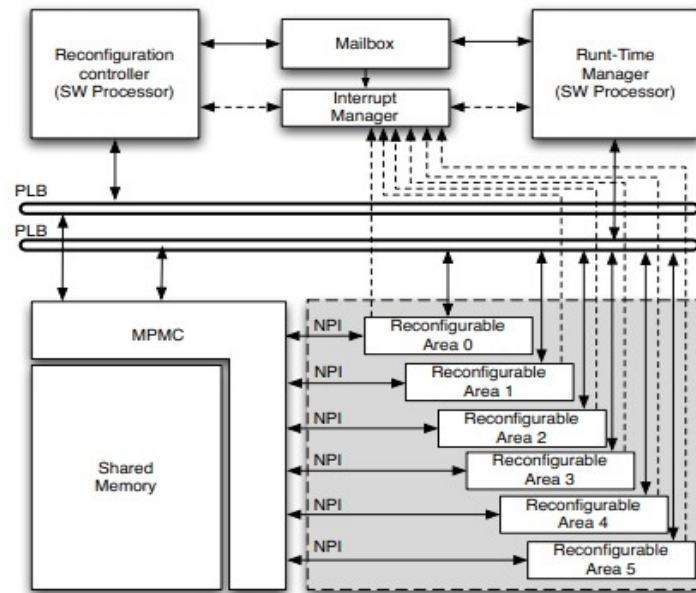 Reconfiguration
controller
(SW Processor)
Mailbox
Interrupt
Manager
Runt-Time
Manager
(SW Processor)
PLB
PLB
MPMC
Shared
Memory
NPI
Reconfigurable
Area 0
NPI
Reconfigurable
Area 1
NPI
Reconfigurable
Area 2
NPI
Reconfigurable
Area 3
NPI
Reconfigurable
Area 4
NPI
Reconfigurable
Area 5